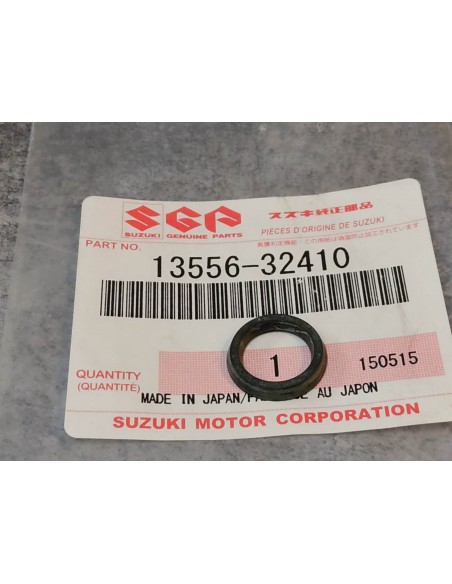 SGP スズキ純正部品
SUZUKI GENUINE PARTS PIÈCES D'ORIGINE DE SUZUKI
PART NO. 13556-32410
QUANTITY
(QUANTITÉ) 1 150515
MADE IN JAPAN/ AU JAPON
SUZUKI MOTOR CORPORATION